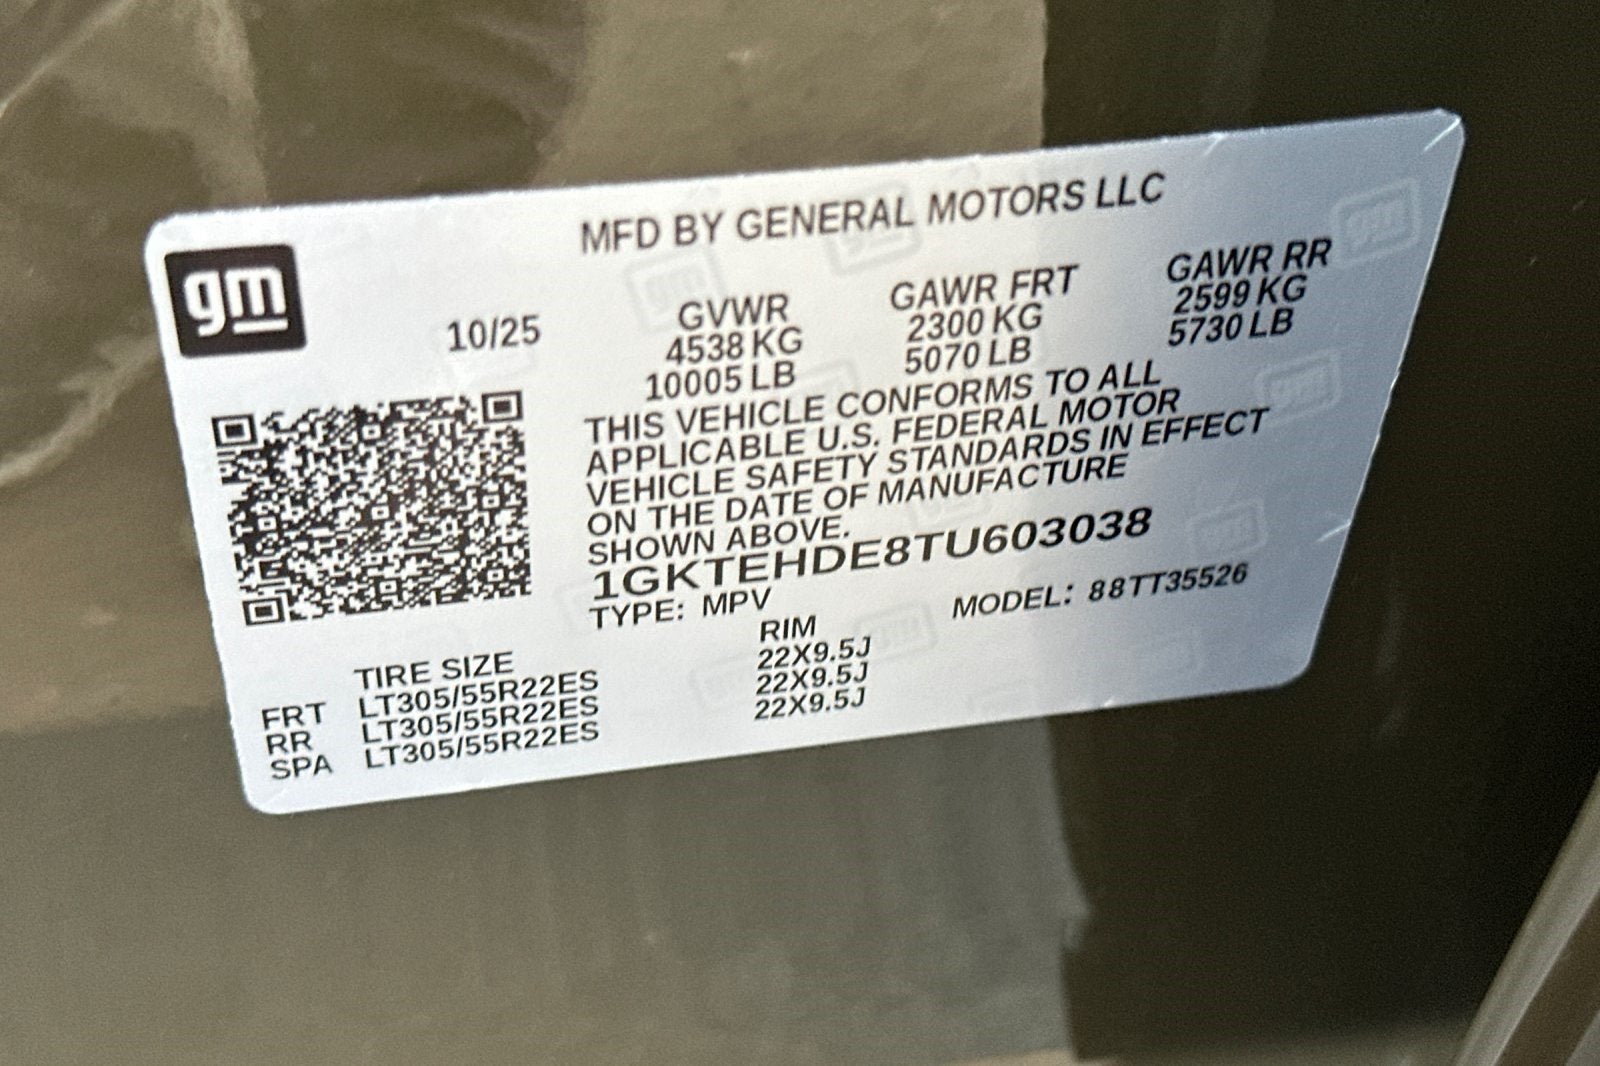 gm
MFD BY GENERAL MOTORS LLC
10/25
GVWR GAWR FRT GAWR RR
4538 KG 2300 KG 2599 KG
10005 LB 5070 LB 5730 LB
THIS VEHICLE CONFORMS TO ALL
APPLICABLE U.S. FEDERAL MOTOR
VEHICLE SAFETY STANDARDS IN EFFECT
ON THE DATE OF MANUFACTURE
SHOWN ABOVE.
1GKTEHDE8TU603038
TYPE: MPV MODEL: 88TT35526
TIRE SIZE RIM
FRT LT305/55R22ES 22X9.5J
RR LT305/55R22ES 22X9.5J
SPA LT305/55R22ES 22X9.5J